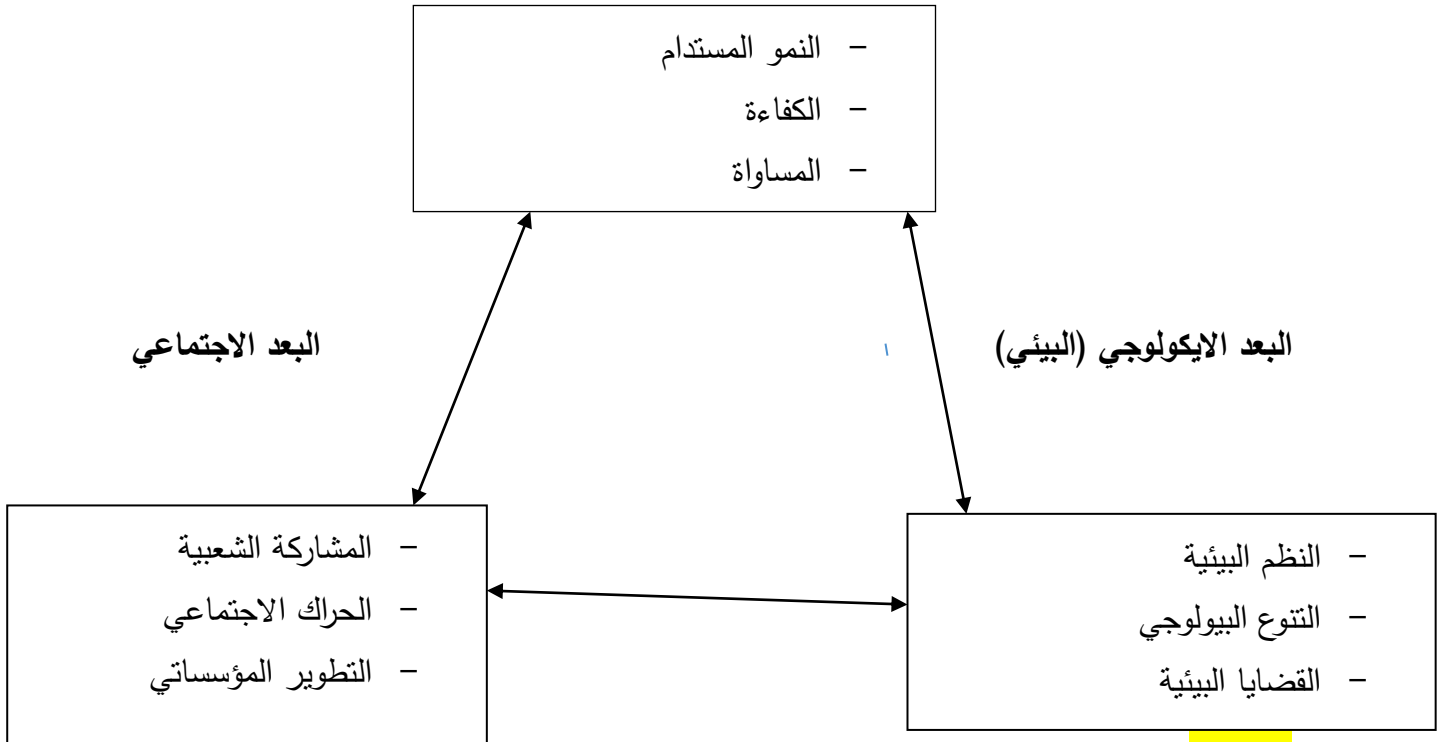 - النمو المستدام
- الكفاءة
- المساواة
البعد الايكولوجي (البيئي)
البعد الاجتماعي
- النظم البيئية
- التنوع البيولوجي
- القضايا البيئية
- المشاركة الشعبية
- الحراك الاجتماعي
- التطوير المؤسساتي